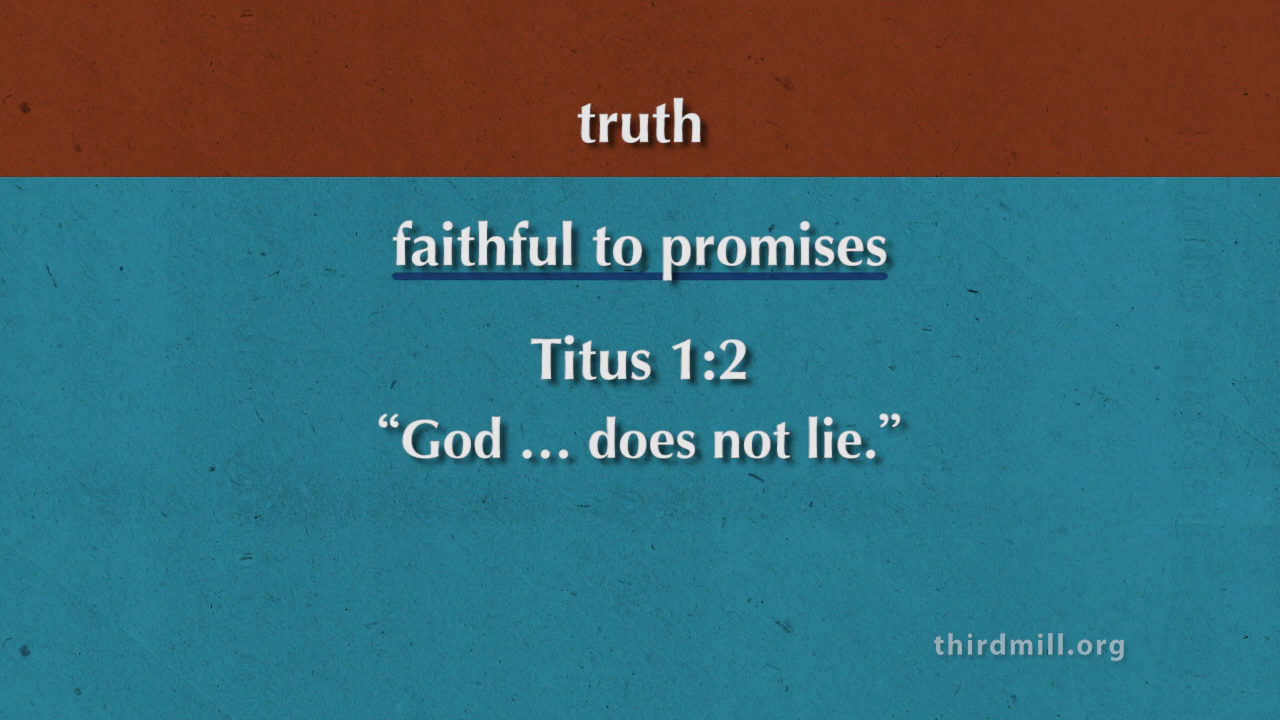 truth
faithful to promises
Titus 1:2
“God … does not lie.”
thirdmill.org